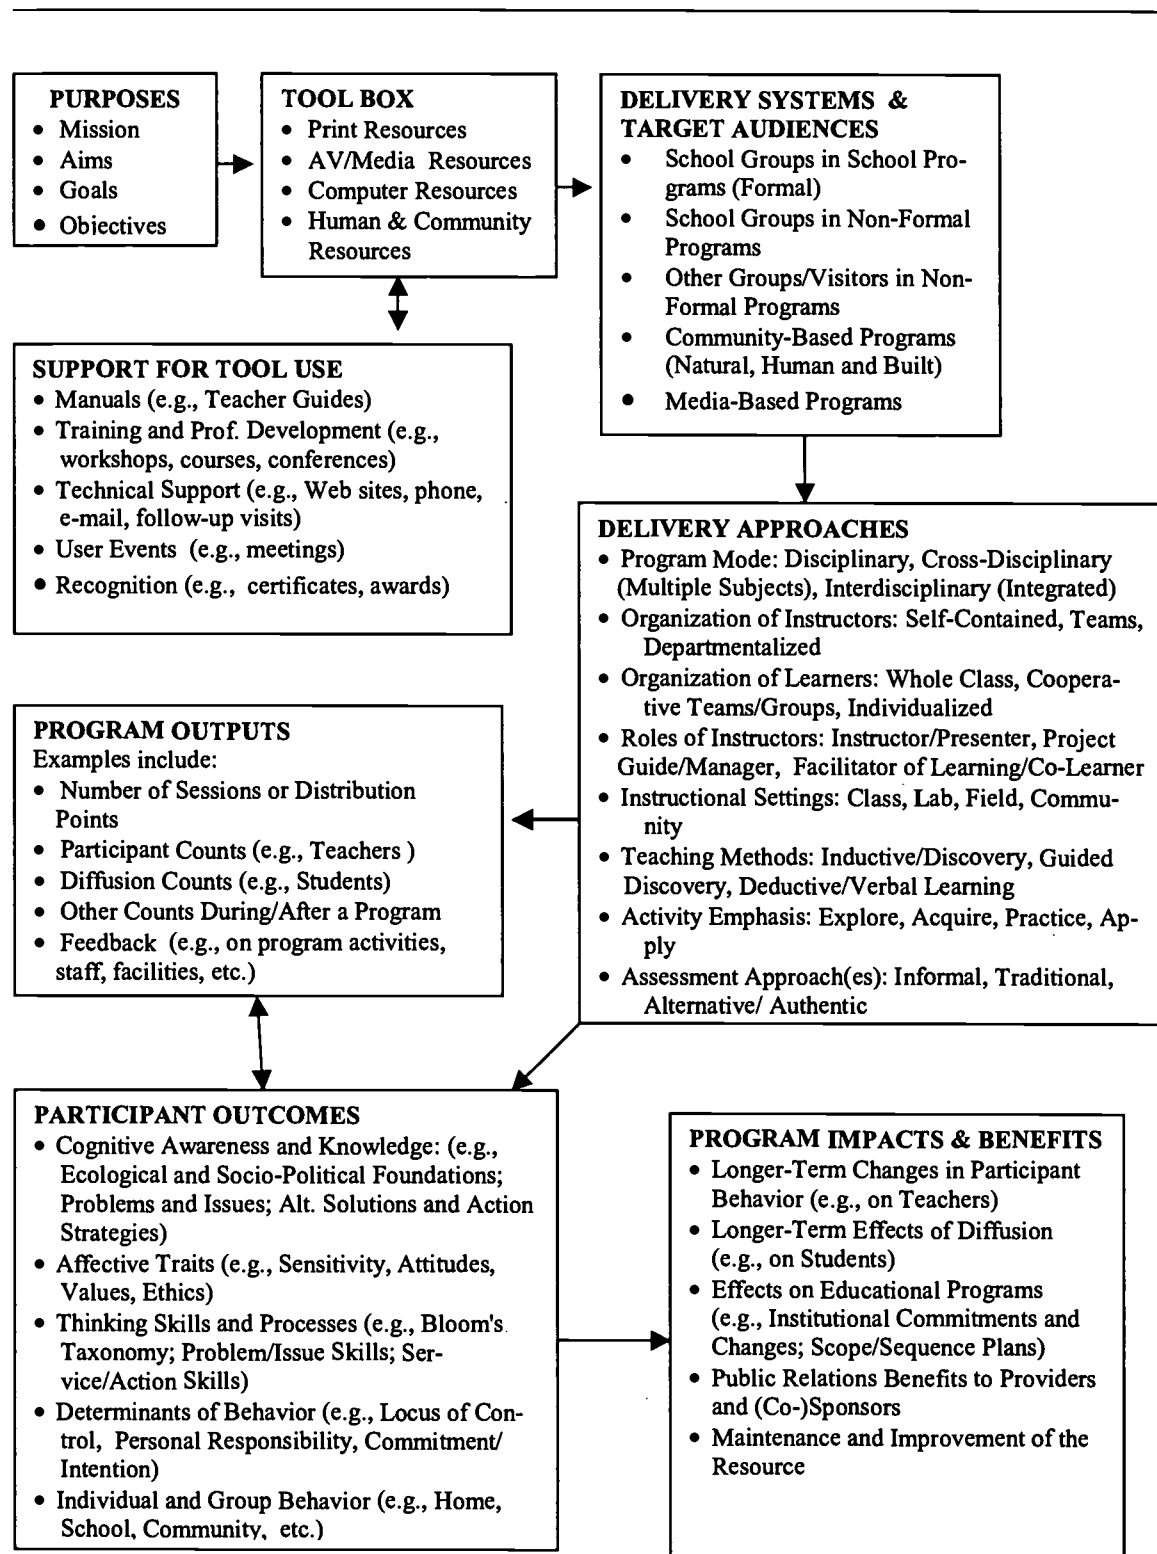 PURPOSES
• Mission
• Aims
• Goals
• Objectives
TOOL BOX
• Print Resources
• AV/Media Resources
• Computer Resources
• Human & Community
Resources
DELIVERY SYSTEMS &
TARGET AUDIENCES
• School Groups in School Pro-
grams (Formal)
• School Groups in Non-Formal
Programs
• Other Groups/Visitors in Non-
Formal Programs
• Community-Based Programs
(Natural, Human and Built)
• Media-Based Programs
SUPPORT FOR TOOL USE
• Manuals (e.g., Teacher Guides)
• Training and Prof. Development (e.g.,
workshops, courses, conferences)
• Technical Support (e.g., Web sites, phone,
e-mail, follow-up visits)
• User Events (e.g., meetings)
• Recognition (e.g., certificates, awards)
DELIVERY APPROACHES
• Program Mode: Disciplinary, Cross-Disciplinary
(Multiple Subjects), Interdisciplinary (Integrated)
• Organization of Instructors: Self-Contained, Teams,
Departmentalized
• Organization of Learners: Whole Class, Coopera-
tive Teams/Groups, Individualized
• Roles of Instructors: Instructor/Presenter, Project
Guide/Manager, Facilitator of Learning/Co-Learner
• Instructional Settings: Class, Lab, Field, Commu-
nity
• Teaching Methods: Inductive/Discovery, Guided
Discovery, Deductive/Verbal Learning
• Activity Emphasis: Explore, Acquire, Practice, Ap-
ply
• Assessment Approach(es): Informal, Traditional,
Alternative/ Authentic
PROGRAM OUTPUTS
Examples include:
• Number of Sessions or Distribution
Points
• Participant Counts (e.g., Teachers )
• Diffusion Counts (e.g., Students)
• Other Counts During/After a Program
• Feedback (e.g., on program activities,
staff, facilities, etc.)
PARTICIPANT OUTCOMES
• Cognitive Awareness and Knowledge: (e.g.,
Ecological and Socio-Political Foundations;
Problems and Issues; Alt. Solutions and Action
Strategies)
• Affective Traits (e.g., Sensitivity, Attitudes,
Values, Ethics)
• Thinking Skills and Processes (e.g., Bloom's
Taxonomy; Problem/Issue Skills; Ser-
vice/Action Skills)
• Determinants of Behavior (e.g., Locus of Con-
trol, Personal Responsibility, Commitment/
Intention)
• Individual and Group Behavior (e.g., Home,
School, Community, etc.)
PROGRAM IMPACTS & BENEFITS
• Longer-Term Changes in Participant
Behavior (e.g., on Teachers)
• Longer-Term Effects of Diffusion
(e.g., on Students)
• Effects on Educational Programs
(e.g., Institutional Commitments and
Changes; Scope/Sequence Plans)
• Public Relations Benefits to Providers
and (Co-)Sponsors
• Maintenance and Improvement of the
Resource